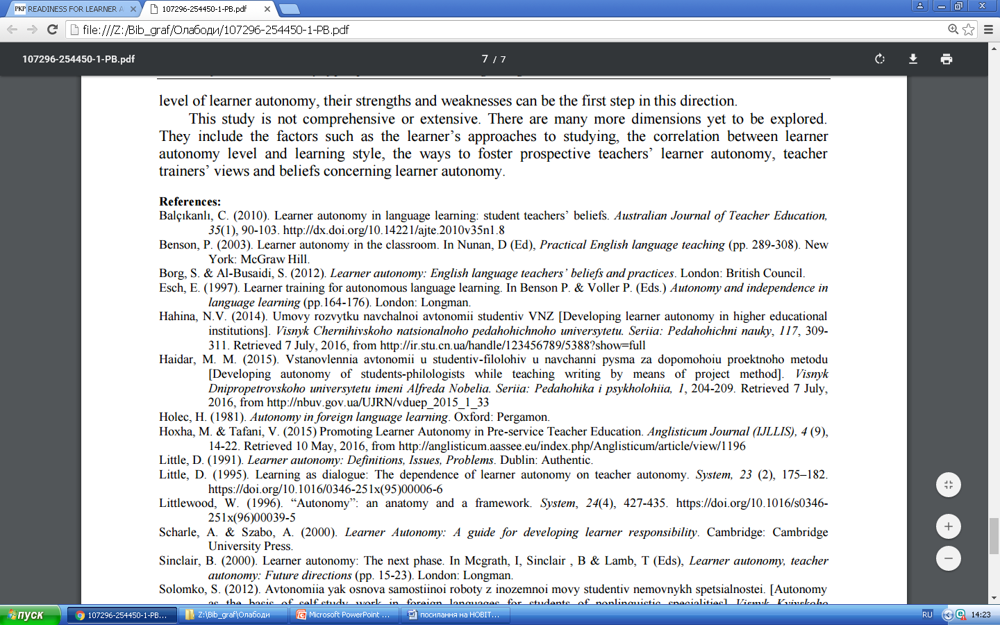 PKP READINESS FOR LEARNER A
107296-254450-1-PB.pdf
file:///Z:/Bib_graf/Олабоди/107296-254450-1-PB.pdf
107296-254450-1-PB.pdf
7 / 7
level of learner autonomy, their strengths and weaknesses can be the first step in this direction.
This study is not comprehensive or extensive. There are many more dimensions yet to be explored.
They include the factors such as the learner’s approaches to studying, the correlation between learner
autonomy level and learning style, the ways to foster prospective teachers’ learner autonomy, teacher
trainers’ views and beliefs concerning learner autonomy.
References:
Balçıkanlı, C. (2010). Learner autonomy in language learning: student teachers’ beliefs. Australian Journal of Teacher Education,
35(1), 90-103. http://dx.doi.org/10.14221/ajte.2010v35n1.8
Benson, P. (2003). Learner autonomy in the classroom. In Nunan, D (Ed), Practical English language teaching (pp. 289-308). New
York: McGraw Hill.
Borg, S. & Al-Busaidi, S. (2012). Learner autonomy: English language teachers’ beliefs and practices. London: British Council.
Esch, E. (1997). Learner training for autonomous language learning. In Benson P. & Voller P. (Eds.) Autonomy and independence in
language learning (pp.164-176). London: Longman.
Hahina, N.V. (2014). Umovy rozvytku navchalnoi avtonomii studentiv VNZ [Developing learner autonomy in higher educational
institutions]. Visnyk Chernihivskoho natsionalnoho pedahohichnoho universytetu. Seriia: Pedahohichni nauky, 117, 309-
311. Retrieved 7 July, 2016, from http://ir.stu.cn.ua/handle/123456789/5388?show=full
Haidar, M. M. (2015). Vstanovlennia avtonomii u studentiv-filolohiv u navchanni pysma za dopomohoiu proektnoho metodu
[Developing autonomy of students-philologists while teaching writing by means of project method]. Visnyk
Dnipropetrovskoho universytetu imeni Alfreda Nobelia. Seriia: Pedahohika i psykholohiia, 1, 204-209. Retrieved 7 July,
2016, from http://nbuv.gov.ua/UJRN/vduep_2015_1_33
Holec, H. (1981). Autonomy in foreign language learning. Oxford: Pergamon.
Hoxha, M. & Tafani, V. (2015) Promoting Learner Autonomy in Pre-service Teacher Education. Anglisticum Journal (IJLLIS), 4 (9),
14-22. Retrieved 10 May, 2016, from http://anglisticum.aassee.eu/index.php/Anglisticum/article/view/1196
Little, D. (1991). Learner autonomy: Definitions, Issues, Problems. Dublin: Authentic.
Little, D. (1995). Learning as dialogue: The dependence of learner autonomy on teacher autonomy. System, 23 (2), 175–182.
https://doi.org/10.1016/0346-251x(95)00006-6
Littlewood, W. (1996). “Autonomy”: an anatomy and a framework. System, 24(4), 427-435. https://doi.org/10.1016/s0346-
251x(96)00039-5
Scharle, A. & Szabo, A. (2000). Learner Autonomy: A guide for developing learner responsibility. Cambridge: Cambridge
University Press.
Sinclair, B. (2000). Learner autonomy: The next phase. In Mcgrath, I, Sinclair , B & Lamb, T (Eds), Learner autonomy, teacher
autonomy: Future directions (pp. 15-23). London: Longman.
Solomko, S. (2012). Avtonomiia yak osnova samostiinoi roboty z inozemnoi movy studentiv nemovnykh spetsialnostei. [Autonomy
as the basis of self-study work in foreign languages for students of nonlinguistic specialities]. Visnyk Kyivskoho
пуск
107296-254450-1-PB...
Z:\Bib_graf\Олабоди
Microsoft PowerPoint ...
посилання на НОВІТ...
RU
14:23